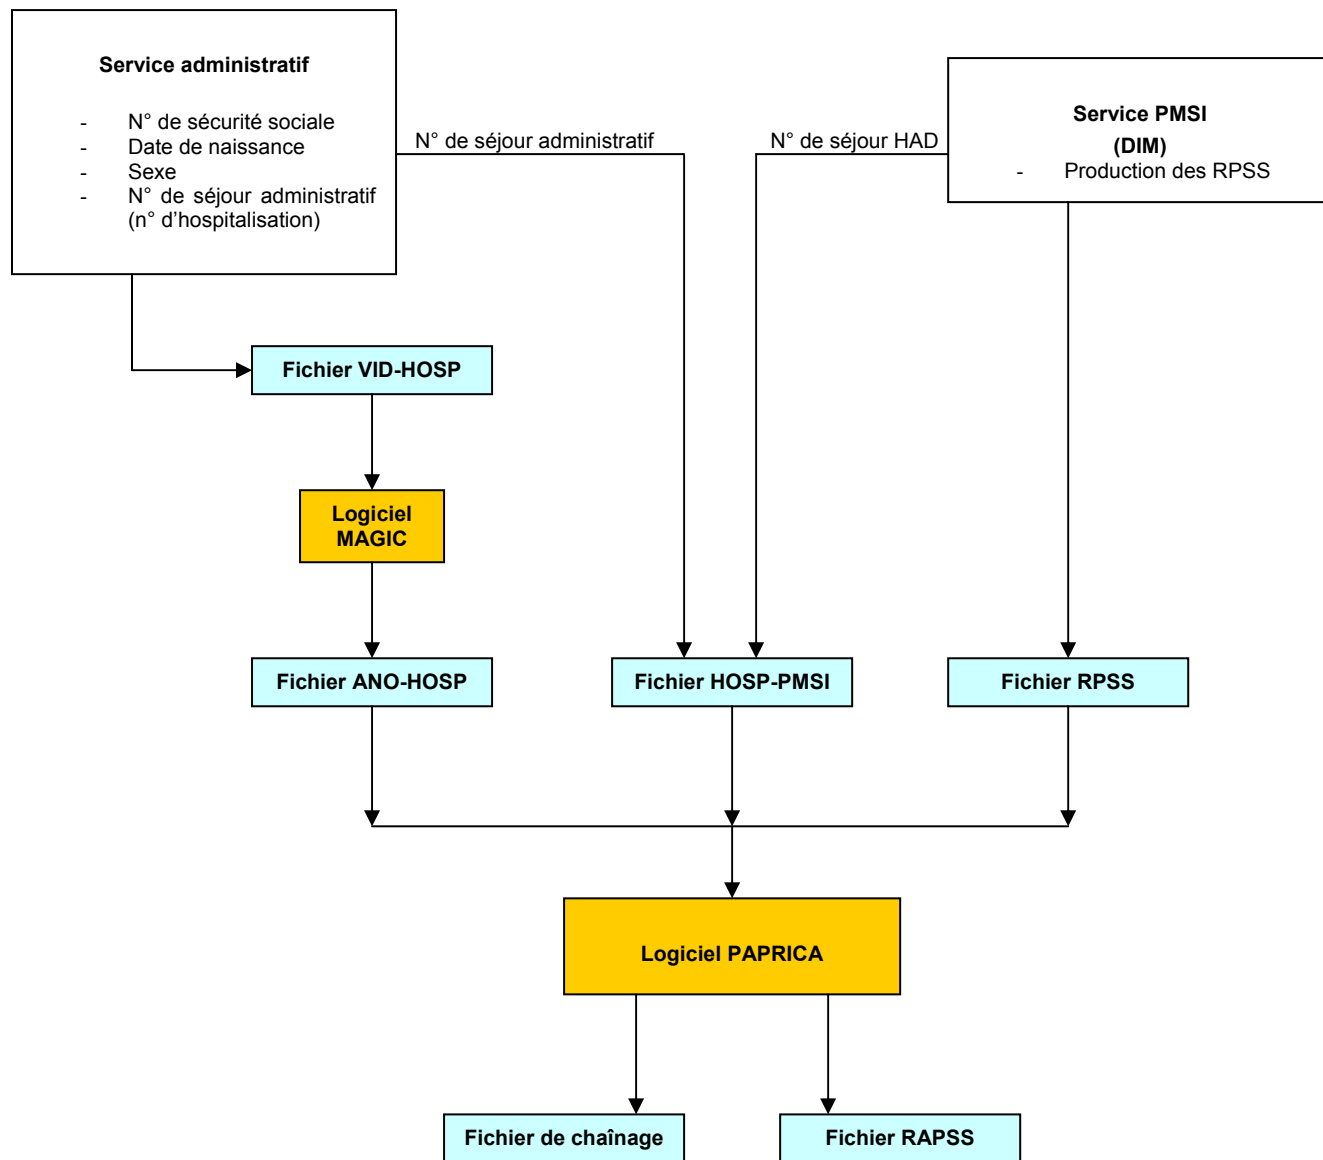 Service administratif
- N° de sécurité sociale
- Date de naissance
- Sexe
- N° de séjour administratif
(n° d'hospitalisation)
N° de séjour administratif
N° de séjour HAD
Service PMSI
(DIM)
- Production des RPSS
Fichier VID-HOSP
Logiciel
MAGIC
Fichier ANO-HOSP
Fichier HOSP-PMSI
Fichier RPSS
Logiciel PAPRICA
Fichier de chaînage
Fichier RAPSS